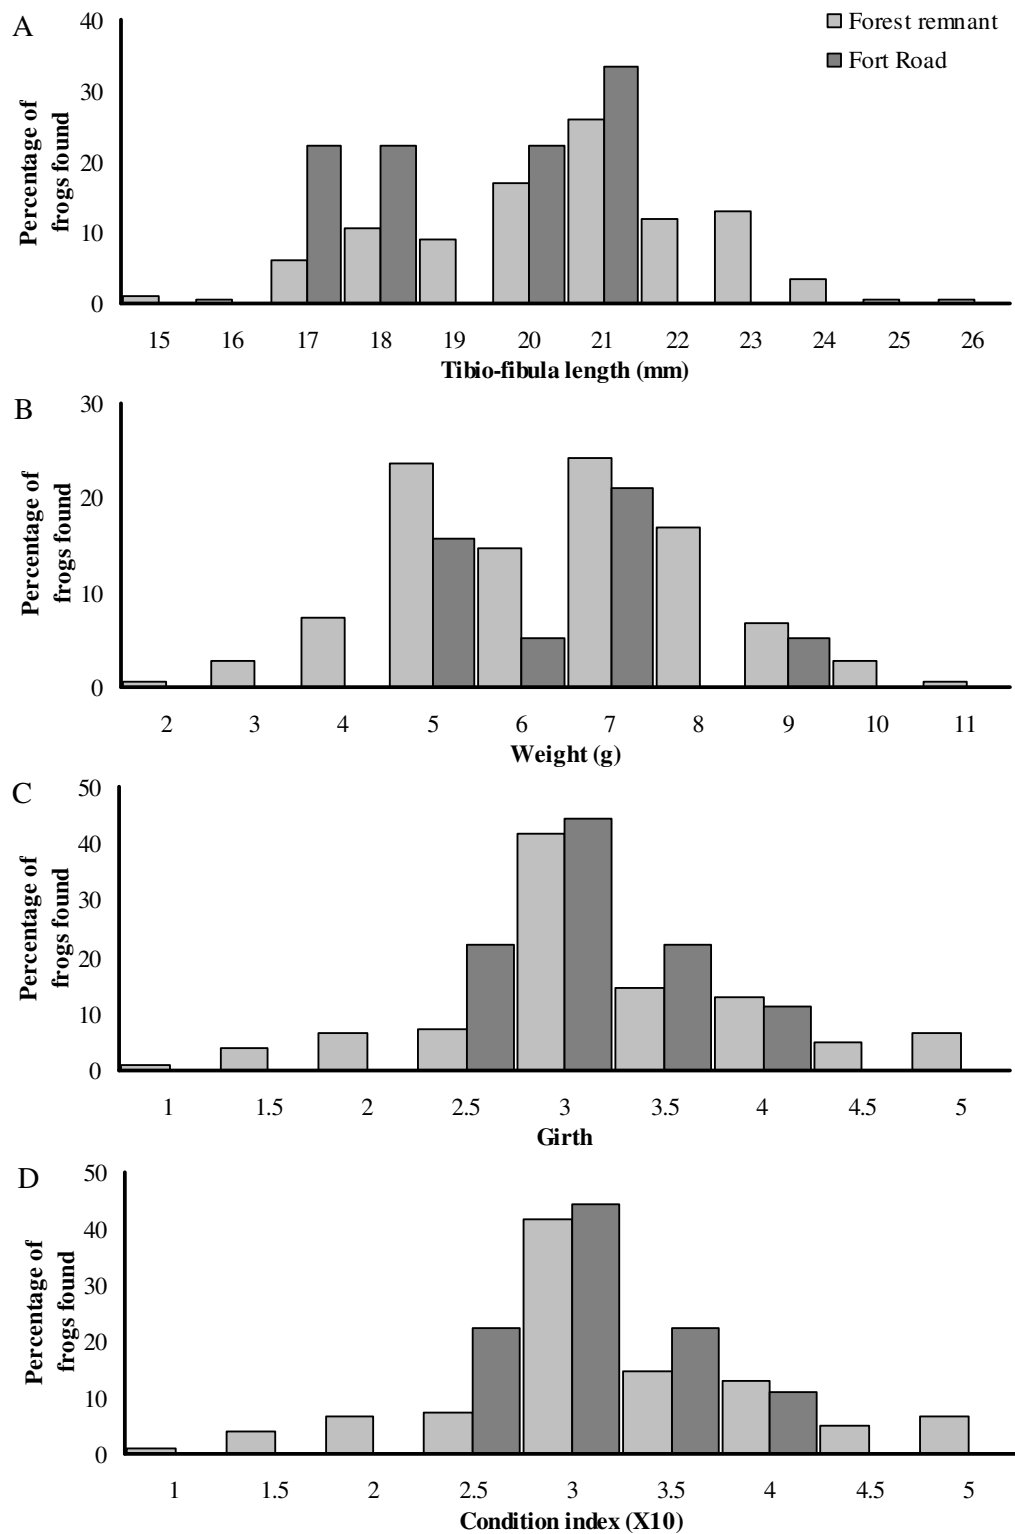 A
Forest remnant
Fort Road
Percentage of
frogs found
40
30
20
10
0
15 16 17 18 19 20 21 22 23 24 25 26
Tibio-fibula length (mm)
B
Percentage of
frogs found
30
20
10
0
2 3 4 5 6 7 8 9 10 11
Weight (g)
C
Percentage of
frogs found
50
40
30
20
10
0
1 1.5 2 2.5 3 3.5 4 4.5 5
Girth
D
Percentage of
frogs found
50
40
30
20
10
0
1 1.5 2 2.5 3 3.5 4 4.5 5
Condition index (X10)